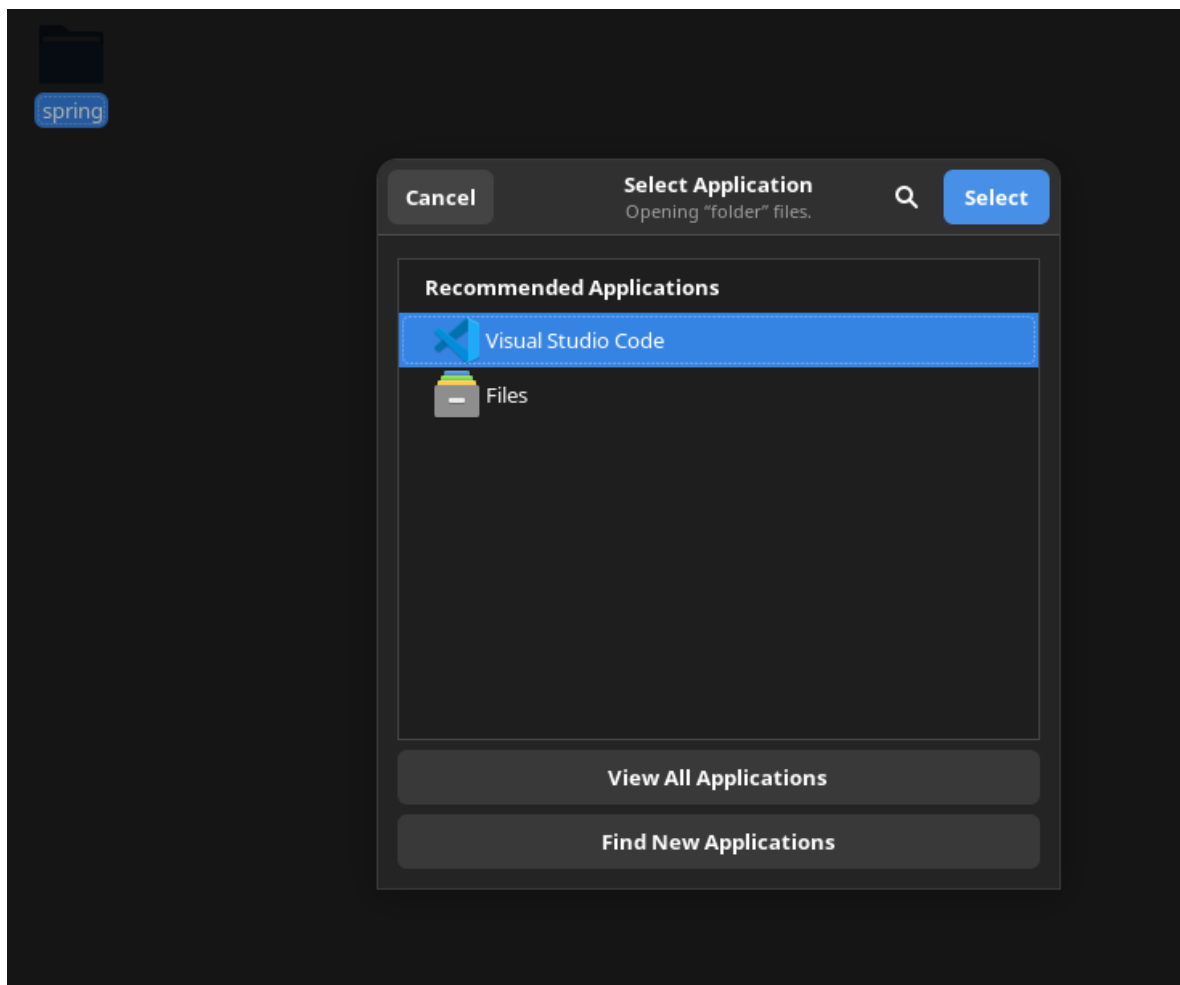 spring
Cancel
Select Application
Opening “folder” files.
Select
Recommended Applications
Visual Studio Code
Files
View All Applications
Find New Applications